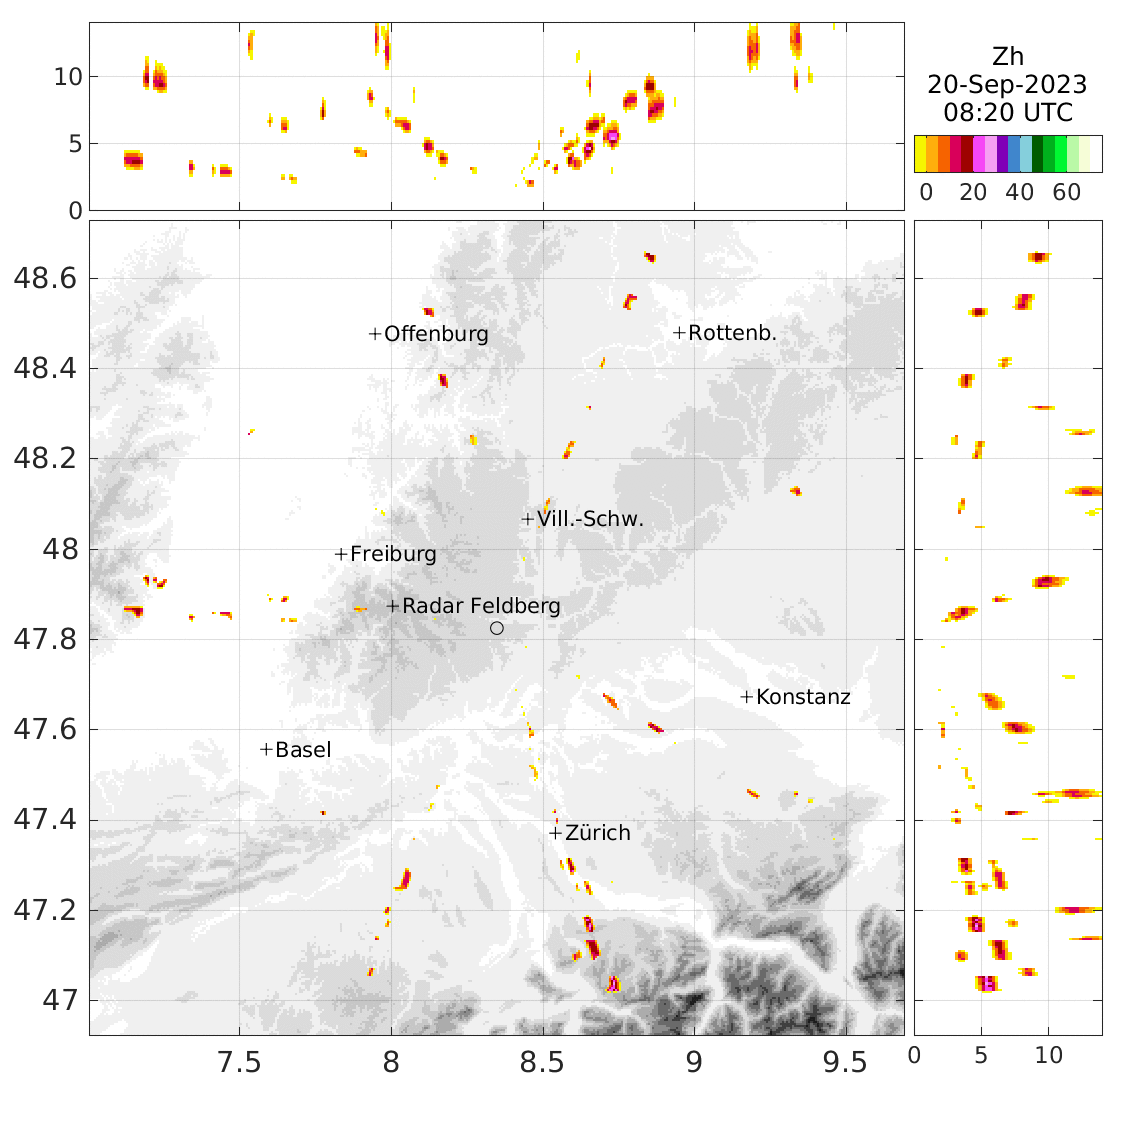 Zh
20-Sep-2023
08:20 UTC
0 20 40 60
10
5
0
48.6
48.4
48.2
48
47.8
47.6
47.4
47.2
47
Offenburg
Rottenb.
Vill.-Schw.
Freiburg
Radar Feldberg
Konstanz
Basel
Zürich
7.5 8 8.5 9 9.5
0 5 10